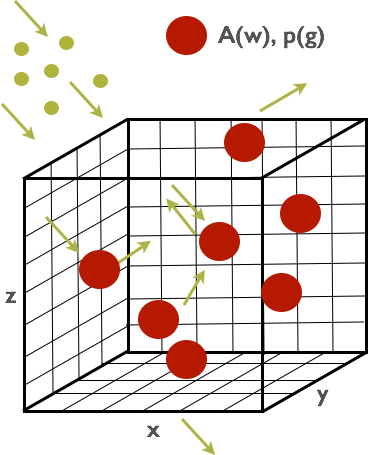 A(w), p(g)
z
y
x